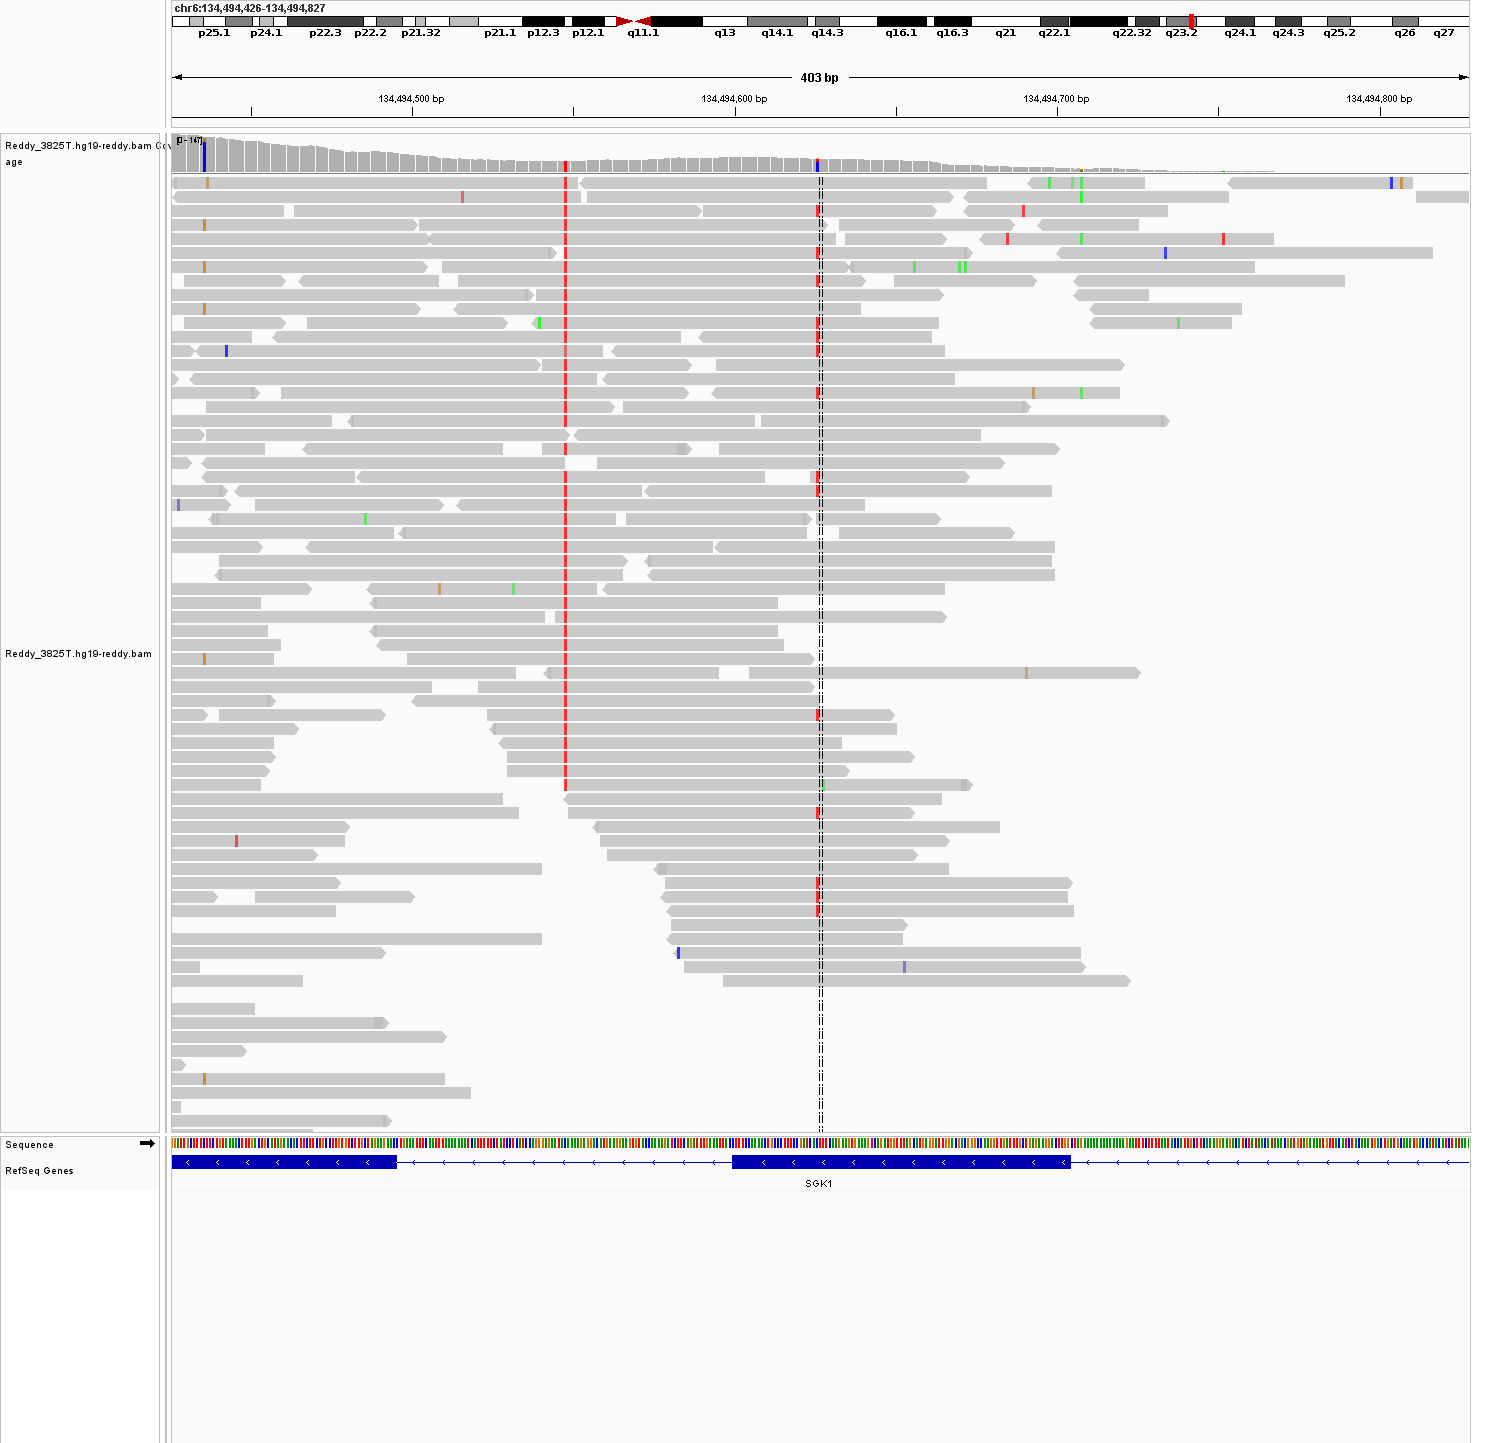 chr6:134,494,426-134,494,827
p25.1 p24.1 p22.3 p22.2 p21.32 p21.1 p12.3 p12.1 q11.1 q13 q14.1 q14.3 q16.1 q16.3 q21 q22.1 q22.32 q23.2 q24.1 q24.3 q25.2 q26 q27
403 bp
134,494,500 bp 134,494,600 bp 134,494,700 bp 134,494,800 bp
Reddy_3825T.hg19-reddy.bam Cov
age
Reddy_3825T.hg19-reddy.bam
Sequence
RefSeq Genes
SGK1